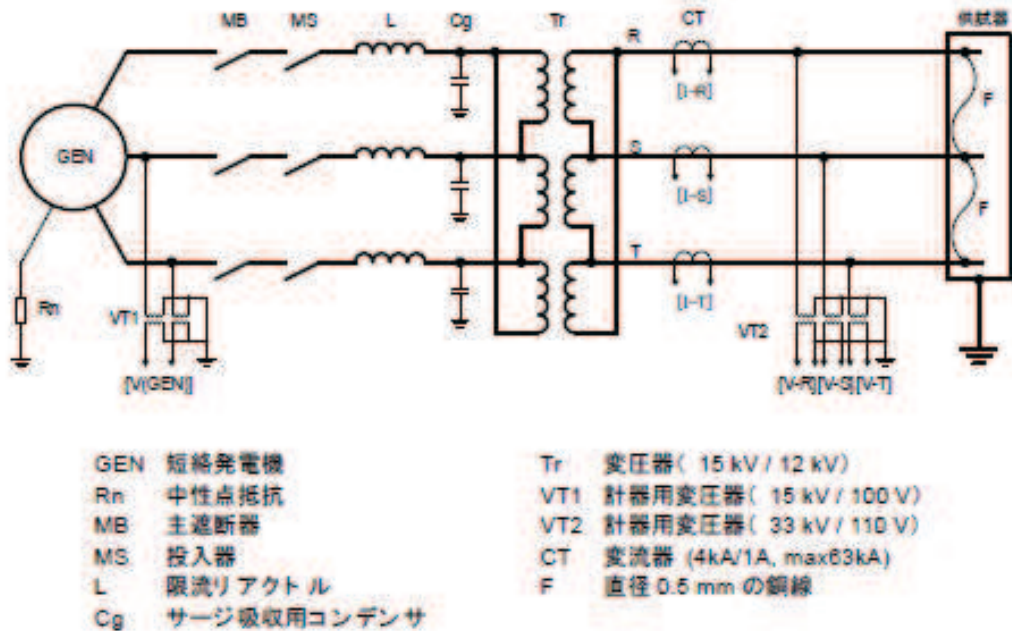 MB MS L Cg Tr CT 供試器
R
[I-R]
F
GEN
S
[I-S]
F
T
Rn
VT1
[I-T]
VT2
[V(GEN)]
[V-R][V-S][V-T]
GEN 短絡発電機
Rn 中性点抵抗
MB 主遮断器
MS 投入器
L 限流リアクトル
Cg サージ吸収用コンデンサ
Tr 変圧器( 15 kV / 12 kV)
VT1 計器用変圧器( 15 kV / 100 V)
VT2 計器用変圧器( 33 kV / 110 V)
CT 変流器 (4kA/1A, max63kA)
F 直径 0.5 mm の銅線